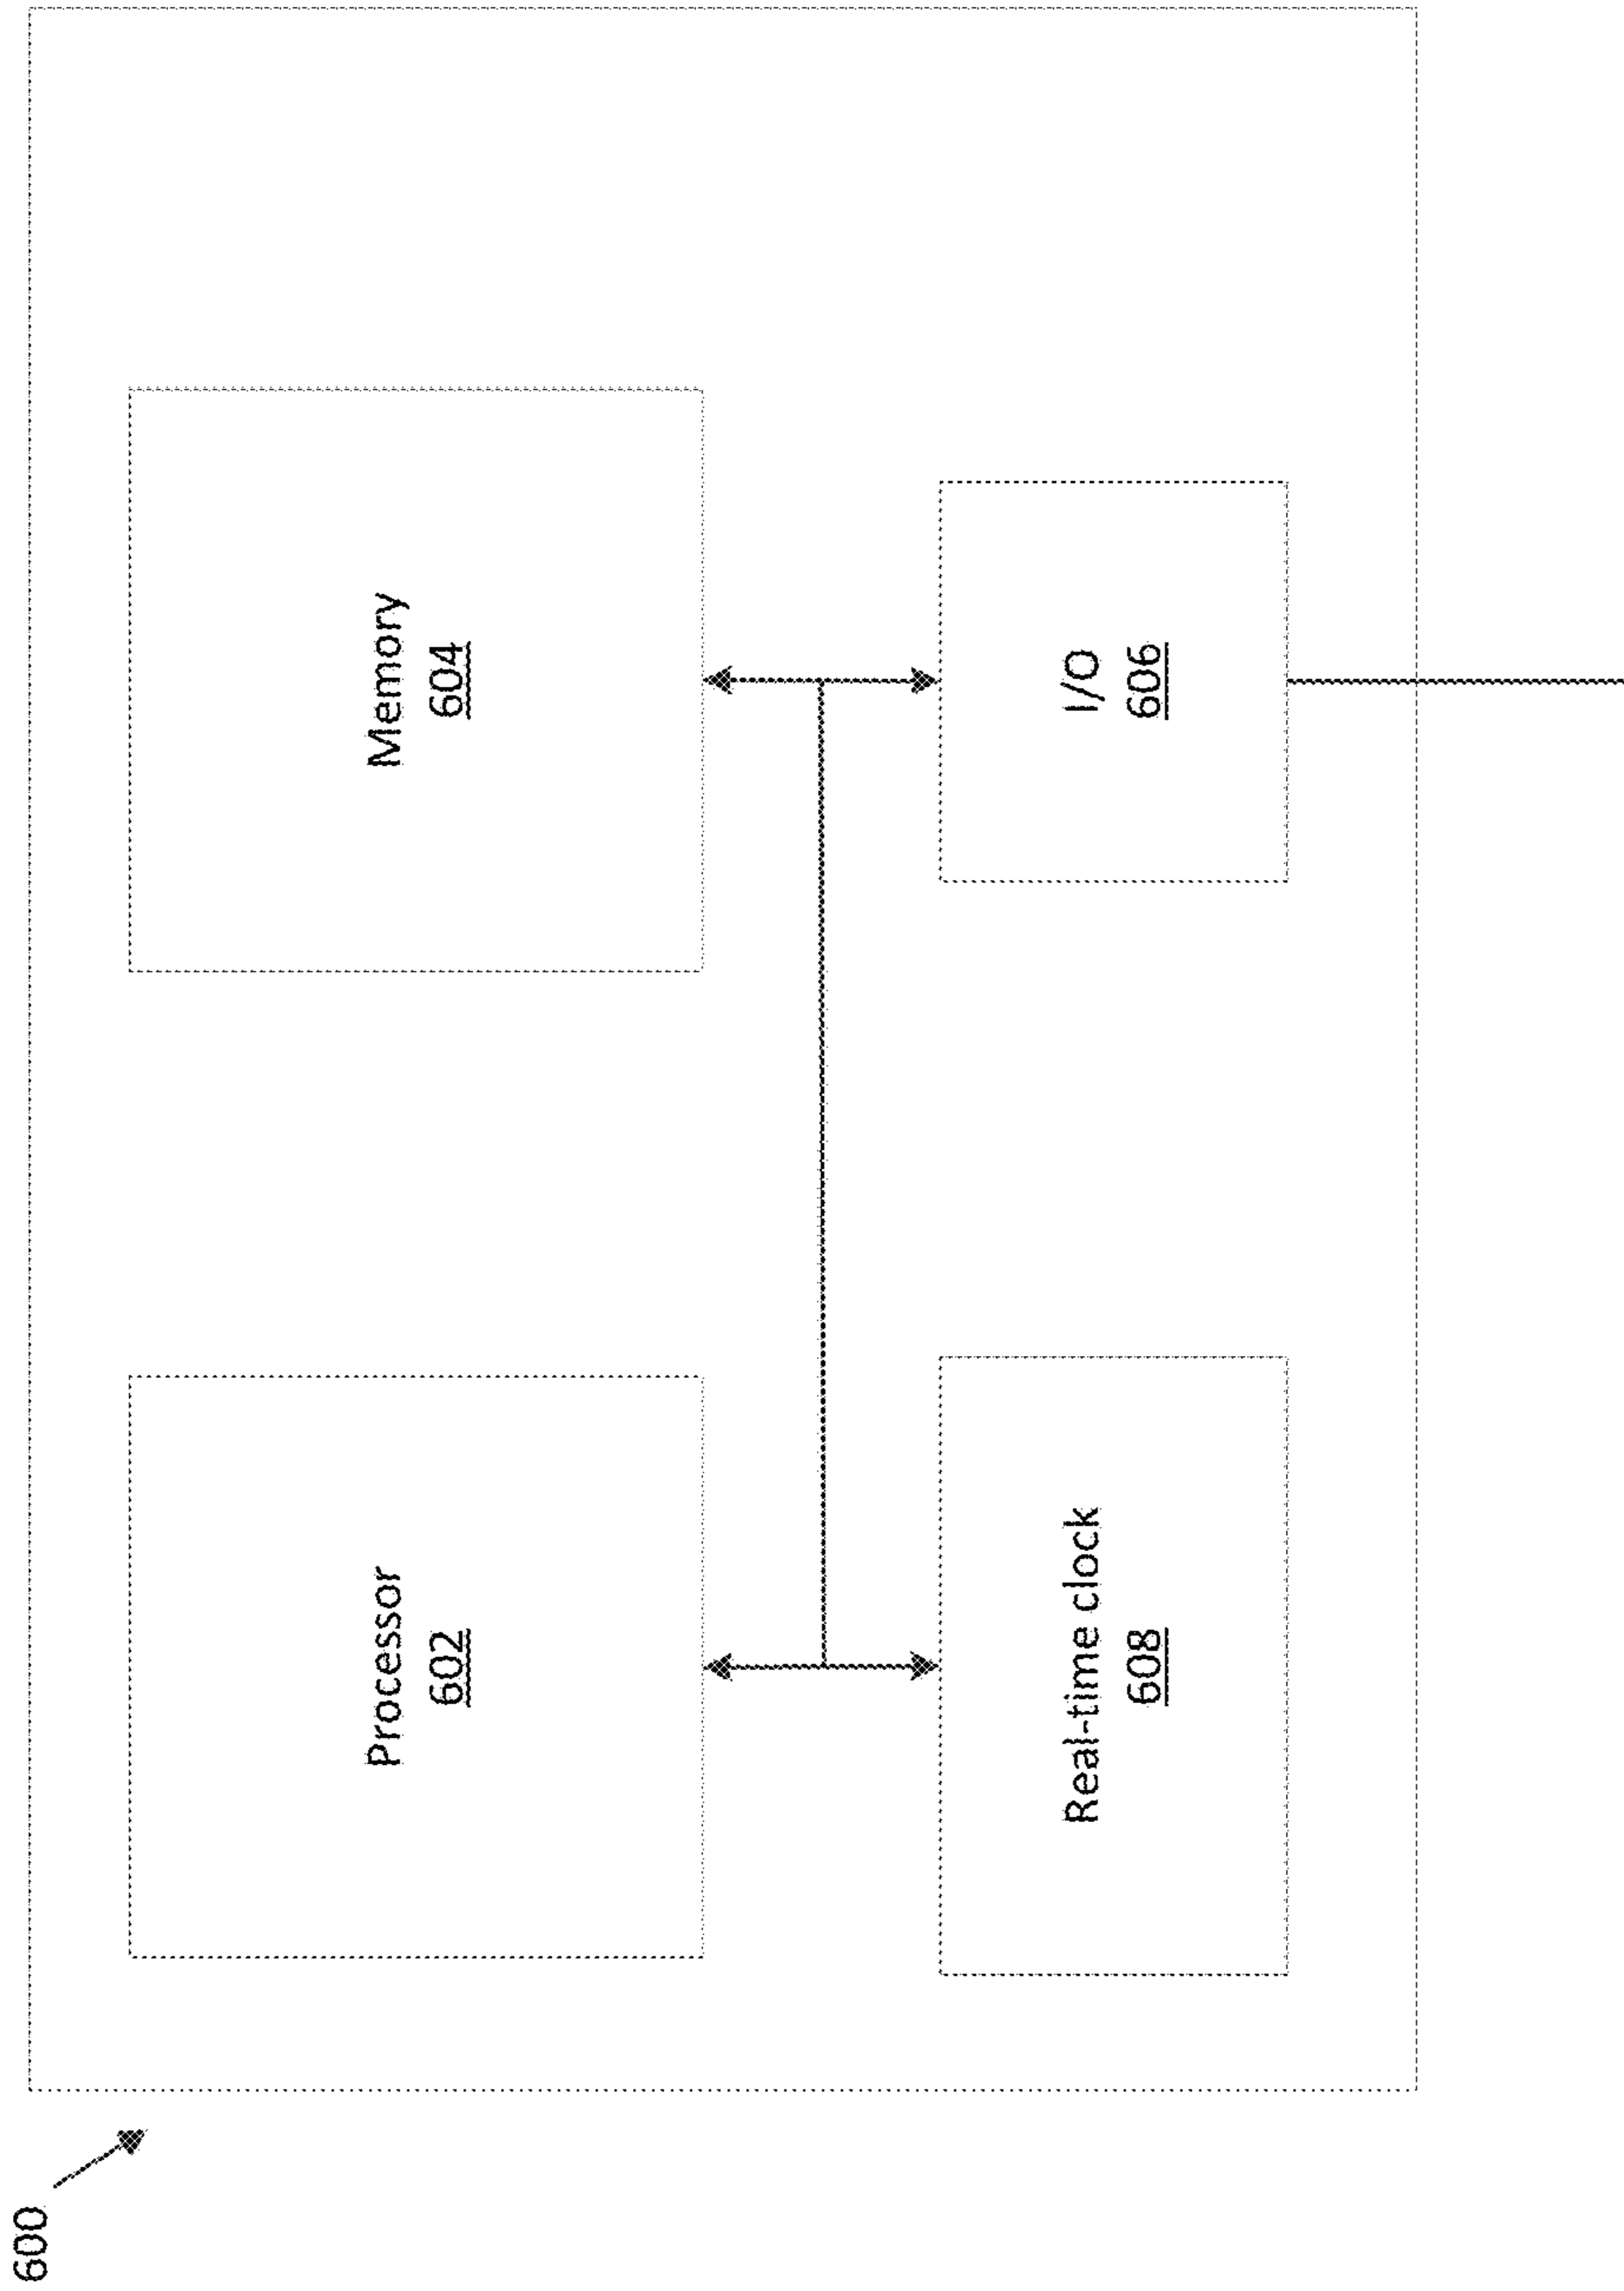 600
Processor
602
Memory
604
Real-time clock
608
I/O
606